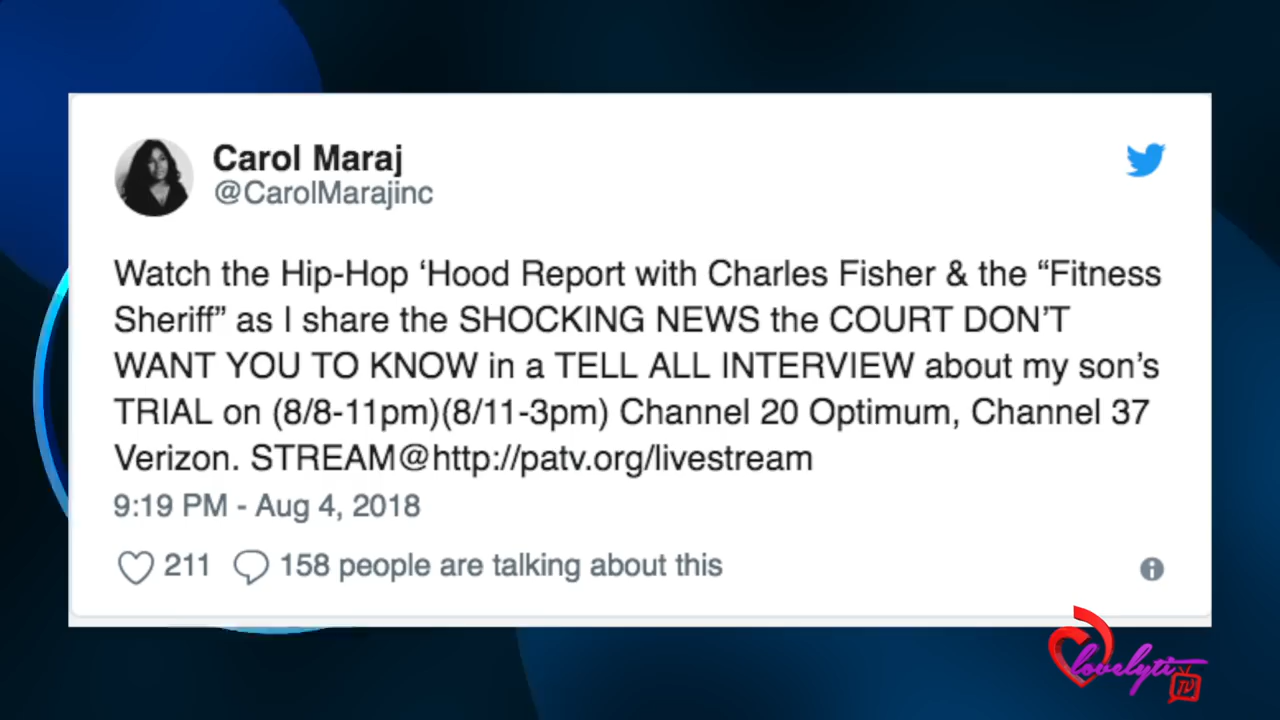 Carol Maraj
@CarolMarajinc
Watch the Hip-Hop ‘Hood Report with Charles Fisher & the “Fitness
Sheriff” as I share the SHOCKING NEWS the COURT DON’T
WANT YOU TO KNOW in a TELL ALL INTERVIEW about my son’s
TRIAL on (8/8-11pm)(8/11-3pm) Channel 20 Optimum, Channel 37
Verizon. STREAM@http://patv.org/livestream
9:19 PM - Aug 4, 2018
211 158 people are talking about this
lovelyti
TV